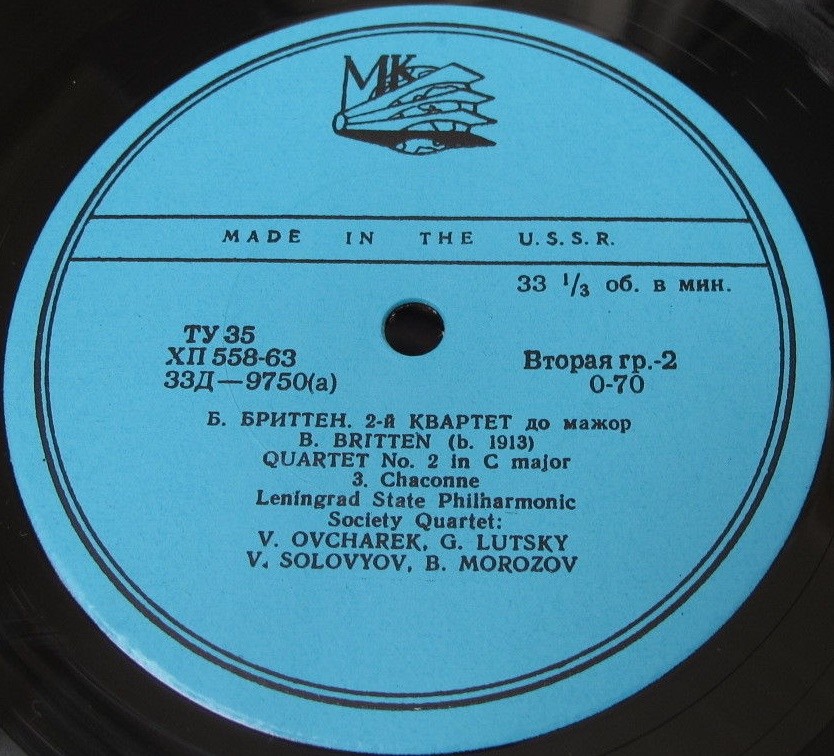 МК
MADE IN THE U.S.S.R.
33 1/3 об. в мин.
ТУ 35
ХП 558-63
33Д—9750(а)
Вторая гр.-2
0-70
Б. БРИТТЕН. 2-й КВАРТЕТ до мажор
B. BRITTEN (b. 1913)
QUARTET No. 2 in C major
3. Chaconne
Leningrad State Philharmonic
Society Quartet:
V. OVCHAREK, G. LUTSKY
V. SOLOVYOV, B. MOROZOV